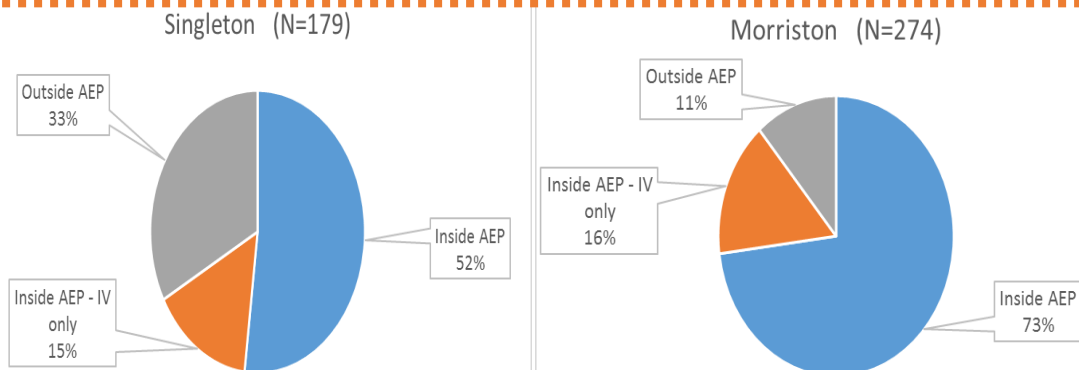 Singleton (N=179)
Outside AEP
33%
Inside AEP
52%
Inside AEP - IV
only
15%
Morriston (N=274)
Outside AEP
11%
Inside AEP - IV
only
16%
Inside AEP
73%